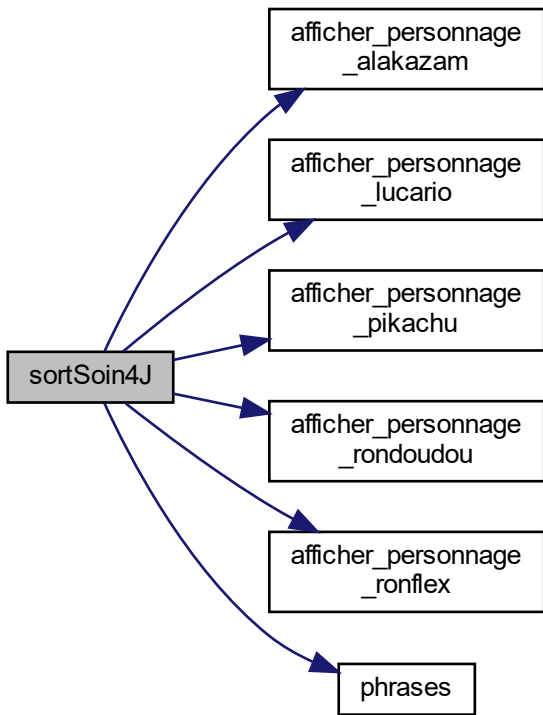 afficher_personnage
_alakazam
afficher_personnage
_lucario
afficher_personnage
_pikachu
sortSoin4J
afficher_personnage
_rondoudou
afficher_personnage
_ronflex
phrases